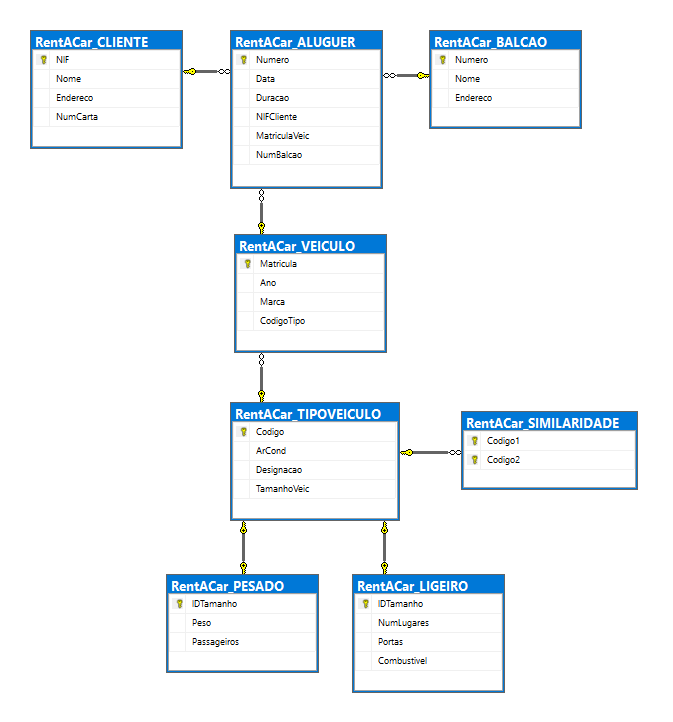 RentACar_CLIENTE
NIF
Nome
Endereco
NumCarta
RentACar_ALUGUER
Numero
Data
Duracao
NIFCliente
MatriculaVeic
NumBalcao
RentACar_BALCAO
Numero
Nome
Endereco
RentACar_VEICULO
Matricula
Ano
Marca
CodigoTipo
RentACar_TIPOVEICULO
Codigo
ArCond
Designacao
TamanhoVeic
RentACar_SIMILARIDADE
Codigo1
Codigo2
RentACar_PESADO
IDTamanho
Peso
Passageiros
RentACar_LIGEIRO
IDTamanho
NumLugares
Portas
Combustivel